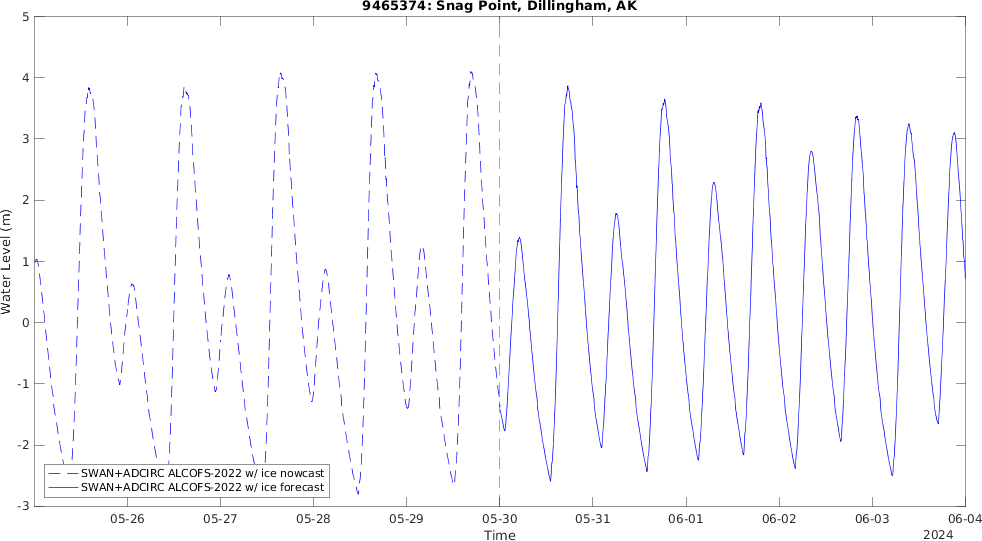 9465374: Snag Point, Dillingham, AK
Water Level (m)
5
4
3
2
1
0
-1
-2
-3
SWAN+ADCIRC ALCOFS-2022 w/ ice nowcast
SWAN+ADCIRC ALCOFS-2022 w/ ice forecast
05-26 05-27 05-28 05-29 05-30 05-31 06-01 06-02 06-03 06-04
Time
2024